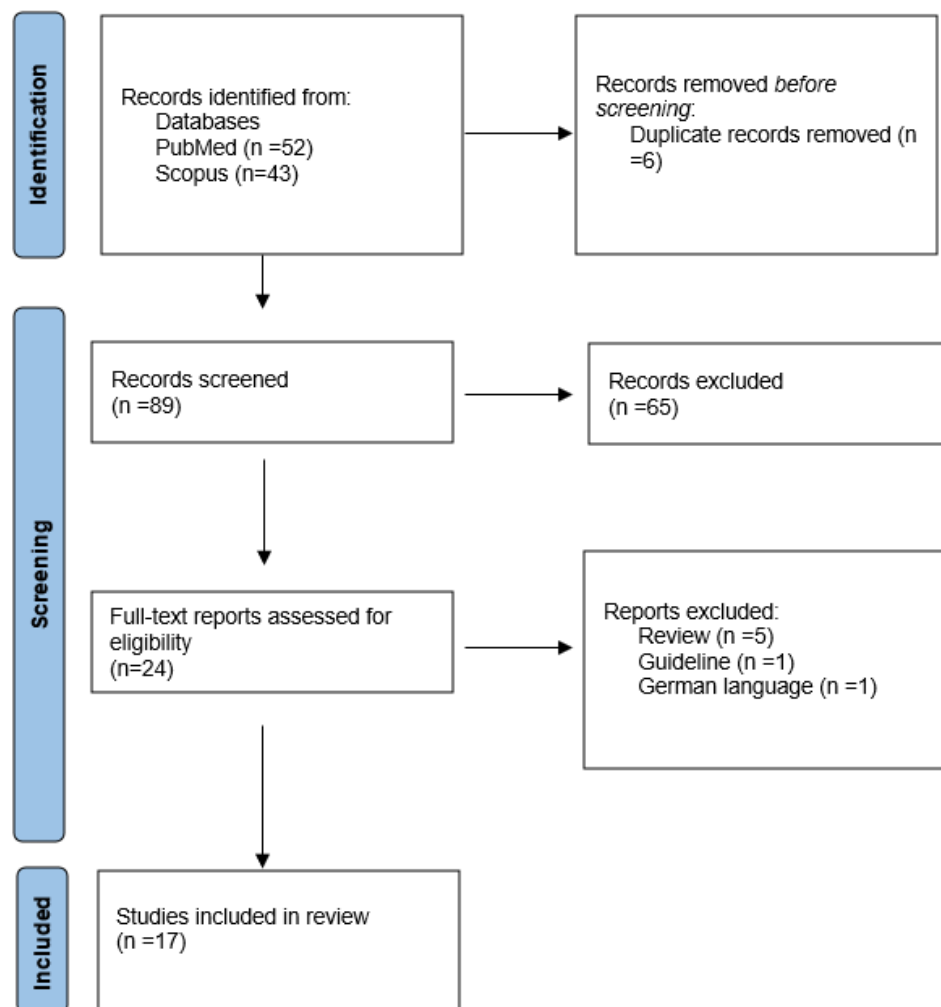 Identification
Records identified from:
Databases
PubMed (n =52)
Scopus (n=43)
Records removed before
screening:
Duplicate records removed (n
=6)
Screening
Records screened
(n =89)
Records excluded
(n =65)
Full-text reports assessed for
eligibility
(n=24)
Reports excluded:
Review (n =5)
Guideline (n =1)
German language (n =1)
Included
Studies included in review
(n =17)